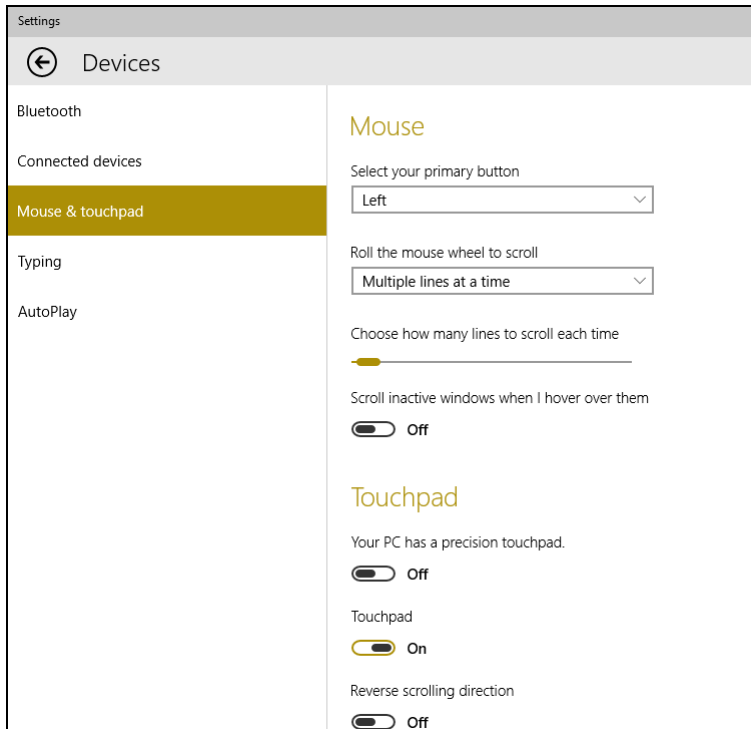 Settings
Devices
Bluetooth
Connected devices
Mouse & touchpad
Typing
AutoPlay
Mouse
Select your primary button
Left
Roll the mouse wheel to scroll
Multiple lines at a time
Choose how many lines to scroll each time
Scroll inactive windows when I hover over them
Off
Touchpad
Your PC has a precision touchpad.
Off
Touchpad
On
Reverse scrolling direction
Off